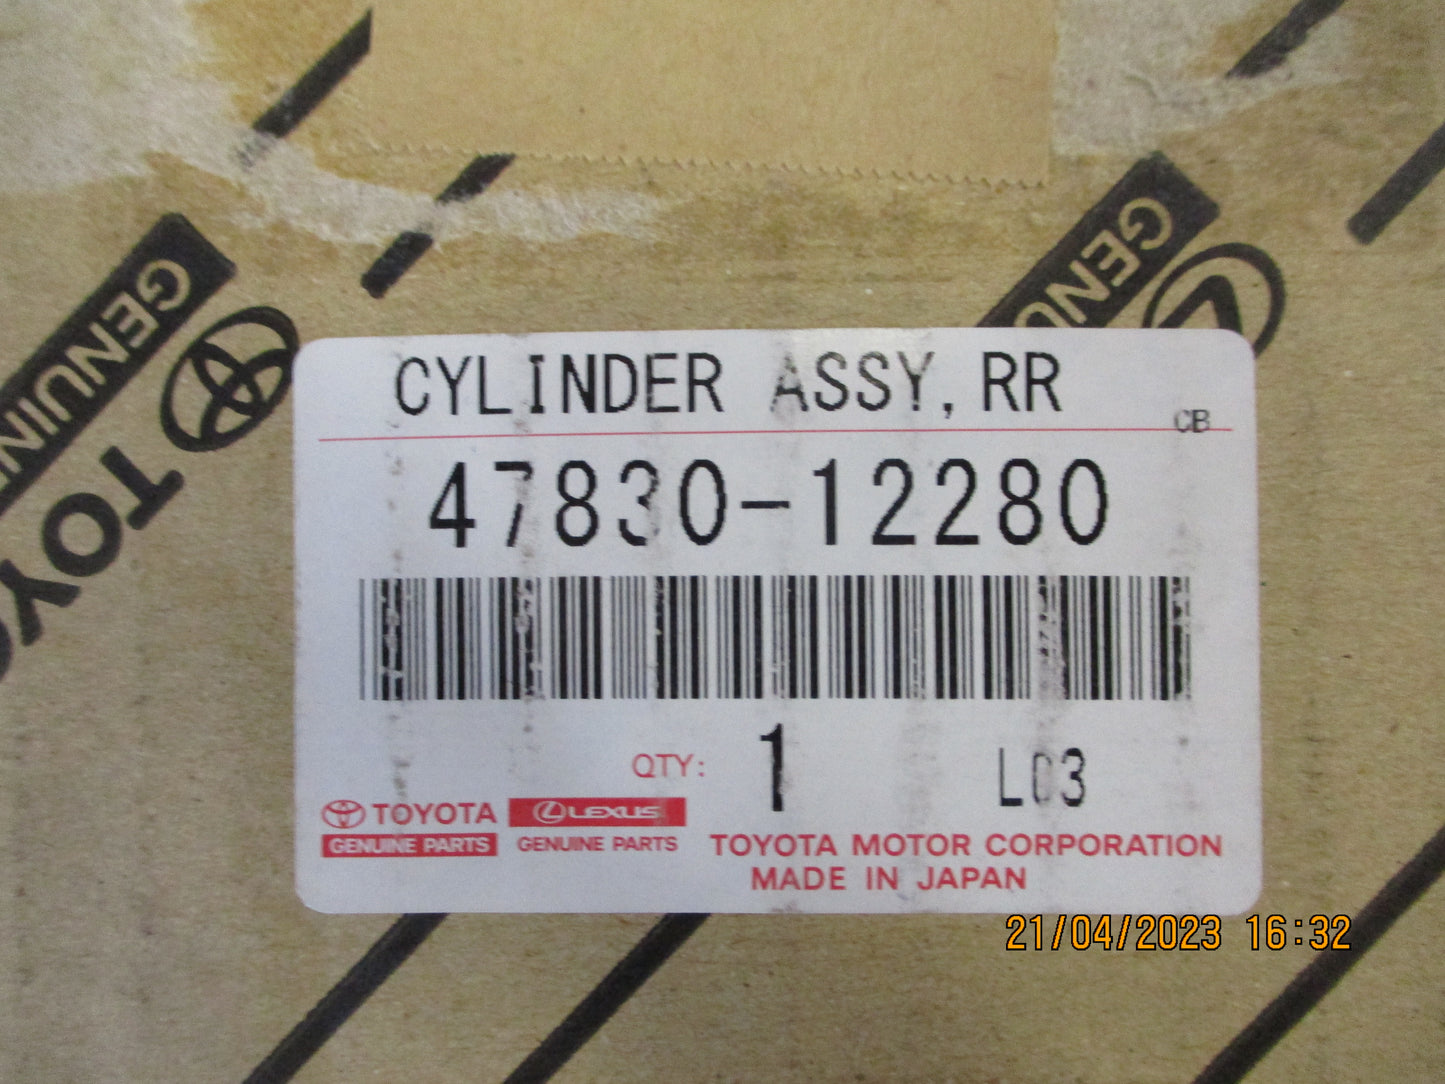 GENUINE
TOYO
GENU
CYLINDER ASSY, RR
CB
47830-12280
QTY: 1 L03
TOYOTA LEXUS
GENUINE PARTS GENUINE PARTS
TOYOTA MOTOR CORPORATION
MADE IN JAPAN
21/04/2023 16:32